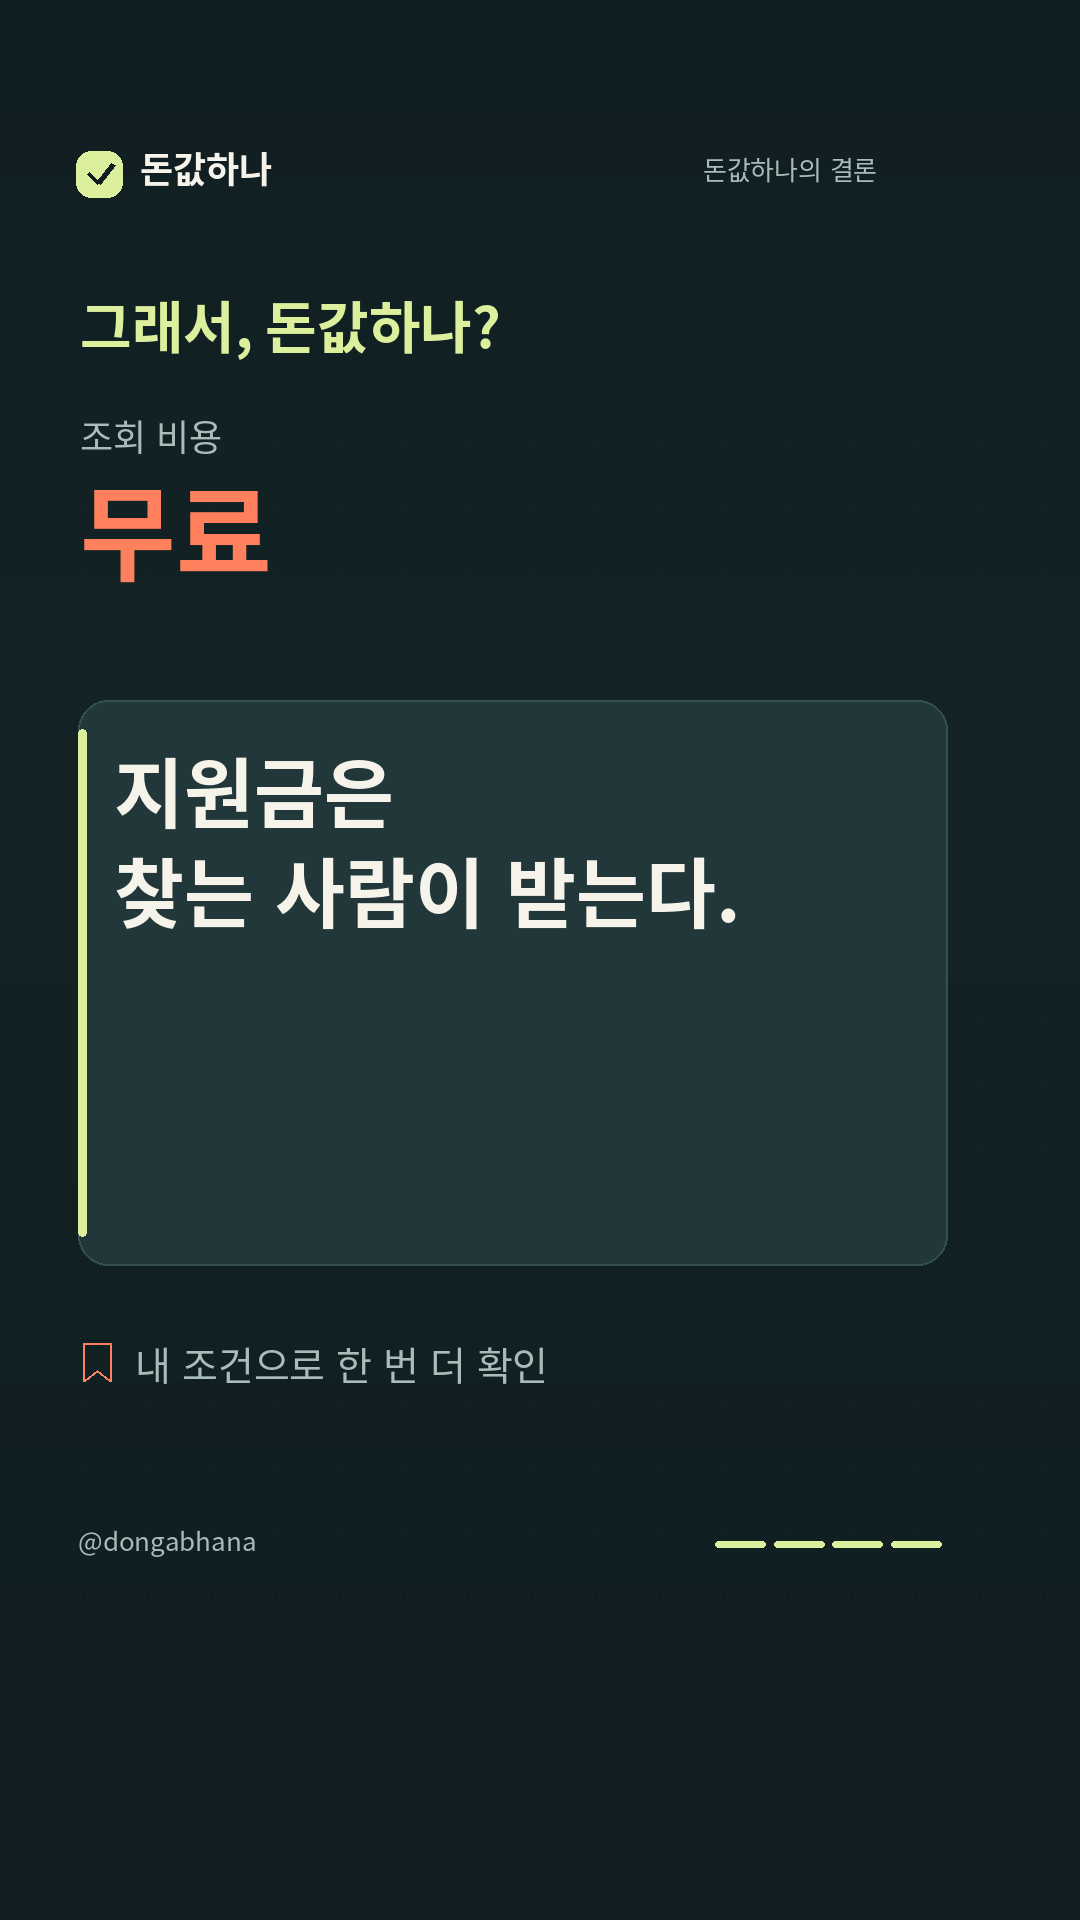 돈값하나
돈값하나의 결론
그래서, 돈값하나?
조회 비용
무료
지원금은
찾는 사람이 받는다.
내 조건으로 한 번 더 확인
@dongabhana